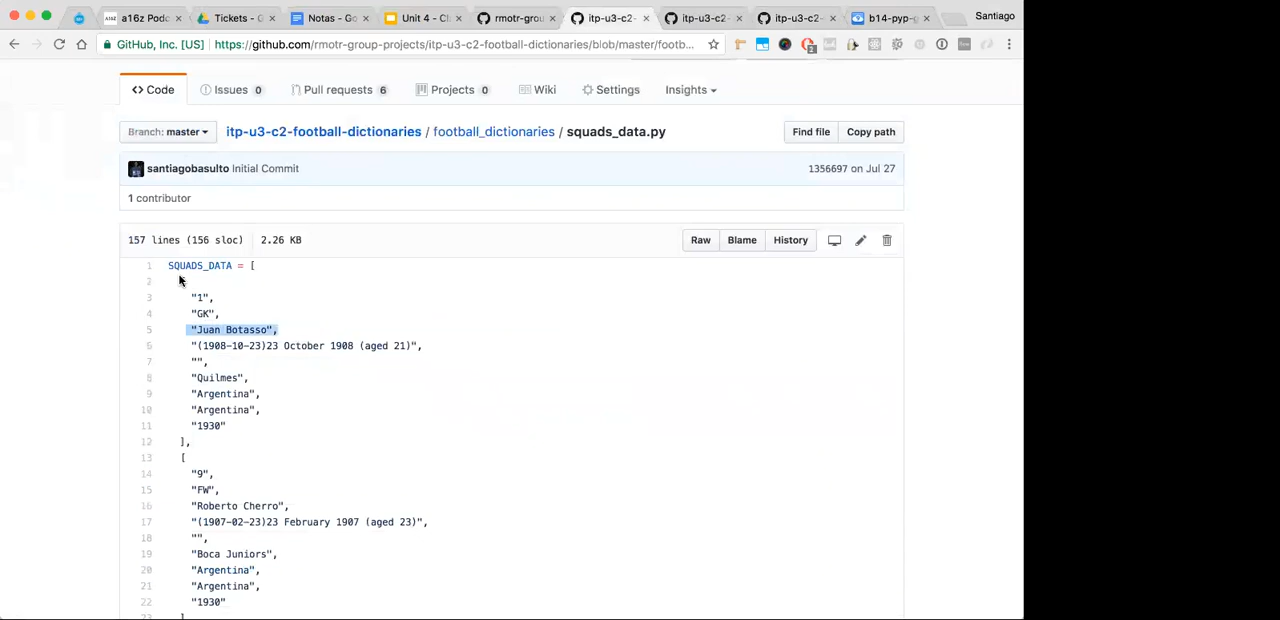 a16z Podc
Tickets - G
Notas - Go
Unit 4 - Cl
rmotr-grou
itp-u3-c2-
itp-u3-c2-
itp-u3-c2-
b14-pyp-g
Santiago
GitHub, Inc. [US] https://github.com/rmotr-group-projects/itp-u3-c2-football-dictionaries/blob/master/footb...
<> Code Issues 0 Pull requests 6 Projects 0 Wiki Settings Insights
Branch: master itp-u3-c2-football-dictionaries / football_dictionaries / squads_data.py Find file Copy path
santiagobasulto Initial Commit 1356697 on Jul 27
1 contributor
157 lines (156 sloc) 2.26 KB Raw Blame History
1 SQUADS_DATA = [
2
3 "1",
4 "GK",
5 "Juan Botasso",
6 "(1908-10-23)23 October 1908 (aged 21)",
7 "",
8 "Quilmes",
9 "Argentina",
10 "Argentina",
11 "1930"
12 ],
13 [
14 "9",
15 "FW",
16 "Roberto Cherro",
17 "(1907-02-23)23 February 1907 (aged 23)",
18 "",
19 "Boca Juniors",
20 "Argentina",
21 "Argentina",
22 "1930"
23 ]